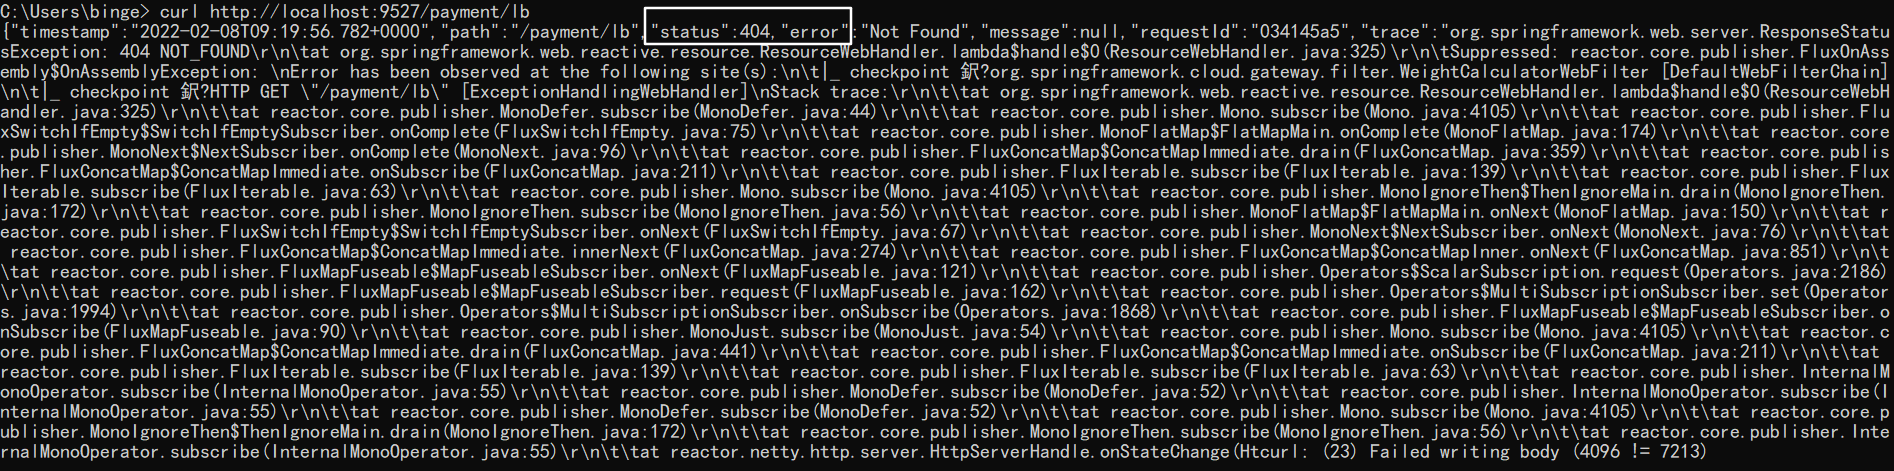 C:\Users\binge> curl http://localhost:9527/payment/lb
{"timestamp":"2022-02-08T09:19:56.782+0000","path":"/payment/lb","status":404,"error":"Not Found","message":null,"requestId":"034145a5","trace":"org.springframework.web.server.ResponseStatu
sException: 404 NOT_FOUND\r\n\tat org.springframework.web.reactive.resource.ResourceWebHandler.lambda$handle$0(ResourceWebHandler.java:325)\r\n\tSuppressed: reactor.core.publisher.FluxOnAss
embly$OnAssemblyException: \nError has been observed at the following site(s):\n\t|_ checkpoint 鈬?org.springframework.cloud.gateway.filter.WeightCalculatorWebFilter [DefaultWebFilterChain]
\n\t|_ checkpoint 鈬?HTTP GET \"/payment/lb\" [ExceptionHandlingWebHandler]\nStack trace:\r\n\t\tat org.springframework.web.reactive.resource.ResourceWebHandler.lambda$handle$0(ResourceWebH
andler.java:325)\r\n\t\tat reactor.core.publisher.MonoDefer.subscribe(MonoDefer.java:44)\r\n\t\tat reactor.core.publisher.Mono.subscribe(Mono.java:4105)\r\n\t\tat reactor.core.publisher.Flu
xSwitchIfEmpty$SwitchIfEmptySubscriber.onComplete(FluxSwitchIfEmpty.java:75)\r\n\t\tat reactor.core.publisher.MonoFlatMap$FlatMapMain.onComplete(MonoFlatMap.java:174)\r\n\t\tat reactor.core
.publisher.MonoNext$NextSubscriber.onComplete(MonoNext.java:96)\r\n\t\tat reactor.core.publisher.FluxConcatMap$ConcatMapImmediate.drain(FluxConcatMap.java:359)\r\n\t\tat reactor.core.publis
her.FluxConcatMap$ConcatMapImmediate.onSubscribe(FluxConcatMap.java:211)\r\n\t\tat reactor.core.publisher.FluxIterable.subscribe(FluxIterable.java:139)\r\n\t\tat reactor.core.publisher.Flux
Iterable.subscribe(FluxIterable.java:63)\r\n\t\tat reactor.core.publisher.Mono.subscribe(Mono.java:4105)\r\n\t\tat reactor.core.publisher.MonoIgnoreThen$ThenIgnoreMain.drain(MonoIgnoreThen.
java:172)\r\n\t\tat reactor.core.publisher.MonoIgnoreThen.subscribe(MonoIgnoreThen.java:56)\r\n\t\tat reactor.core.publisher.MonoFlatMap$FlatMapMain.onNext(MonoFlatMap.java:150)\r\n\t\tat r
eactor.core.publisher.FluxSwitchIfEmpty$SwitchIfEmptySubscriber.onNext(FluxSwitchIfEmpty.java:67)\r\n\t\tat reactor.core.publisher.MonoNext$NextSubscriber.onNext(MonoNext.java:76)\r\n\t\tat
 reactor.core.publisher.FluxConcatMap$ConcatMapImmediate.innerNext(FluxConcatMap.java:274)\r\n\t\tat reactor.core.publisher.FluxConcatMap$ConcatMapInner.onNext(FluxConcatMap.java:851)\r\n\t
\tat reactor.core.publisher.FluxMapFuseable$MapFuseableSubscriber.onNext(FluxMapFuseable.java:121)\r\n\t\tat reactor.core.publisher.Operators$ScalarSubscription.request(Operators.java:2186)
\r\n\t\tat reactor.core.publisher.FluxMapFuseable$MapFuseableSubscriber.request(FluxMapFuseable.java:162)\r\n\t\tat reactor.core.publisher.Operators$MultiSubscriptionSubscriber.set(Operator
s.java:1994)\r\n\t\tat reactor.core.publisher.Operators$MultiSubscriptionSubscriber.onSubscribe(Operators.java:1868)\r\n\t\tat reactor.core.publisher.FluxMapFuseable$MapFuseableSubscriber.o
nSubscribe(FluxMapFuseable.java:90)\r\n\t\tat reactor.core.publisher.MonoJust.subscribe(MonoJust.java:54)\r\n\t\tat reactor.core.publisher.Mono.subscribe(Mono.java:4105)\r\n\t\tat reactor.c
ore.publisher.FluxConcatMap$ConcatMapImmediate.drain(FluxConcatMap.java:441)\r\n\t\tat reactor.core.publisher.FluxConcatMap$ConcatMapImmediate.onSubscribe(FluxConcatMap.java:211)\r\n\t\tat
reactor.core.publisher.FluxIterable.subscribe(FluxIterable.java:139)\r\n\t\tat reactor.core.publisher.FluxIterable.subscribe(FluxIterable.java:63)\r\n\t\tat reactor.core.publisher.InternalM
onoOperator.subscribe(InternalMonoOperator.java:55)\r\n\t\tat reactor.core.publisher.MonoDefer.subscribe(MonoDefer.java:52)\r\n\t\tat reactor.core.publisher.InternalMonoOperator.subscribe(I
nternalMonoOperator.java:55)\r\n\t\tat reactor.core.publisher.MonoDefer.subscribe(MonoDefer.java:52)\r\n\t\tat reactor.core.publisher.Mono.subscribe(Mono.java:4105)\r\n\t\tat reactor.core.p
ublisher.MonoIgnoreThen$ThenIgnoreMain.drain(MonoIgnoreThen.java:172)\r\n\t\tat reactor.core.publisher.MonoIgnoreThen.subscribe(MonoIgnoreThen.java:56)\r\n\t\tat reactor.core.publisher.Inte
rnalMonoOperator.subscribe(InternalMonoOperator.java:55)\r\n\t\tat reactor.netty.http.server.HttpServerHandle.onStateChange(Htcurl: (23) Failed writing body (4096 != 7213)